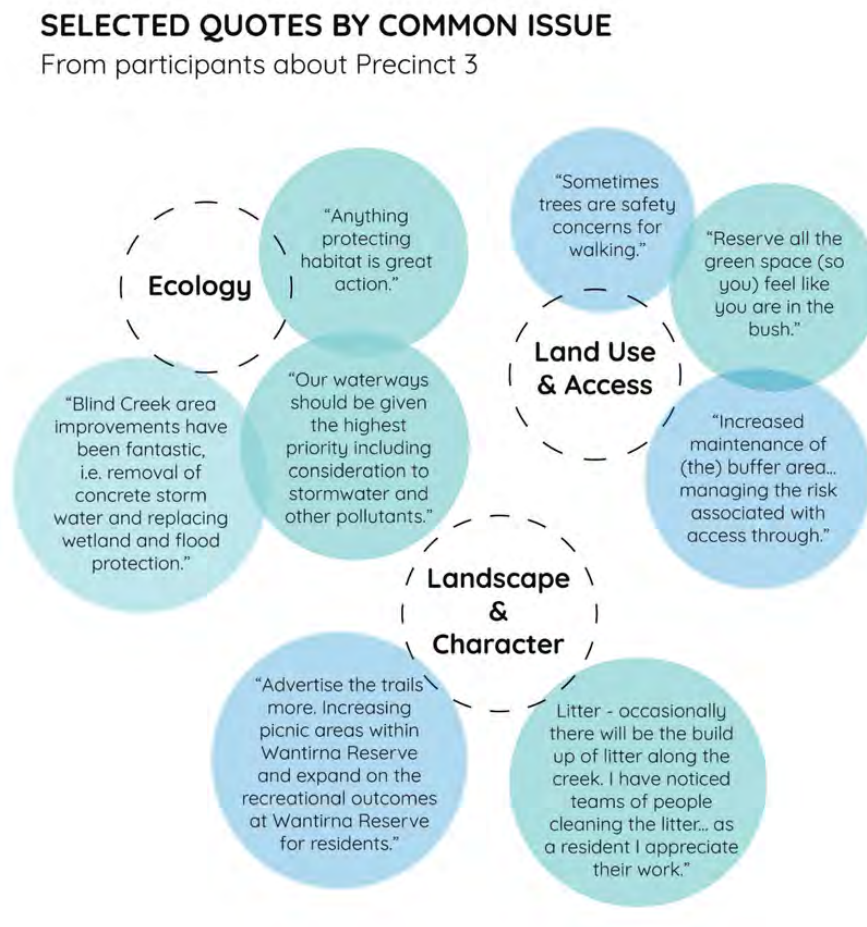 SELECTED QUOTES BY COMMON ISSUE
From participants about Precinct 3
Ecology
“Anything
protecting
habitat is great
action.”
“Our waterways
should be given
the highest
priority including
consideration to
stormwater and
other pollutants.”
“Blind Creek area
improvements have
been fantastic,
i.e. removal of
concrete storm
water and replacing
wetland and flood
protection.”
Land Use
& Access
“Sometimes
trees are safety
concerns for
walking.”
“Reserve all the
green space (so
you) feel like
you are in the
bush.”
“Increased
maintenance of
(the) buffer area...
managing the risk
associated with
access through.”
Landscape
&
Character
“Advertise the trails
more. Increasing
picnic areas within
Wantirna Reserve
and expand on the
recreational outcomes
at Wantirna Reserve
for residents.”
Litter - occasionally
there will be the build
up of litter along the
creek. I have noticed
teams of people
cleaning the litter... as
a resident I appreciate
their work.”